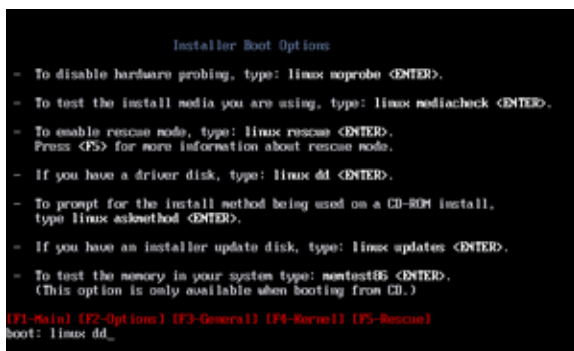 Installer Boot Options
- To disable hardware probing, type: linux noprobe <ENTER>.
- To test the install media you are using, type: linux mediacheck <ENTER>.
- To enable rescue mode, type: linux rescue <ENTER>.
Press <F5> for more information about rescue mode.
- If you have a driver disk, type: linux dd <ENTER>.
- To prompt for the install method being used on a CD-ROM install,
type linux askmethod <ENTER>.
- If you have an installer update disk, type: linux updates <ENTER>.
- To test the memory in your system type: memtest86 <ENTER>.
(This option is only available when booting from CD.)
[F1-Main] [F2-Options] [F3-General] [F4-Kernel] [F5-Rescue]
boot: linux dd_